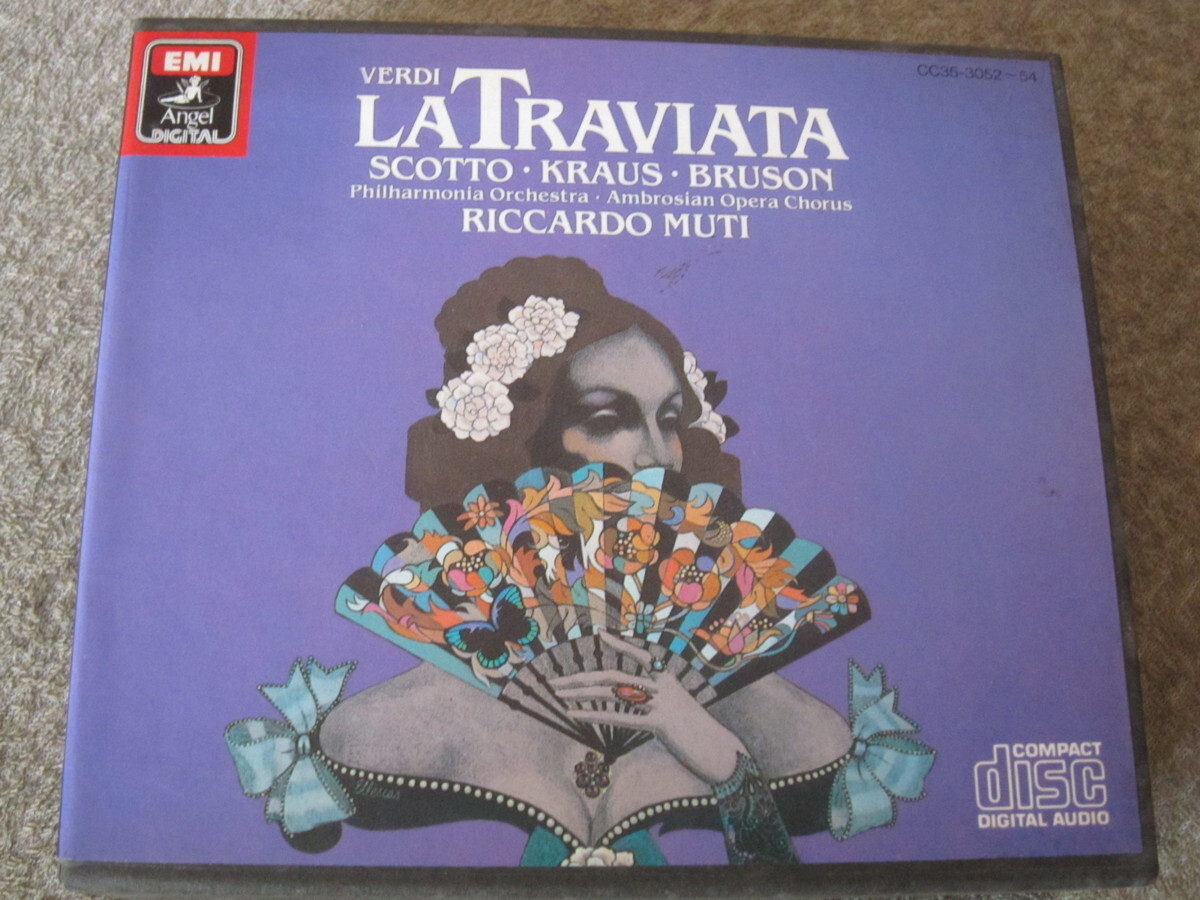 EMI
Angel
DIGITAL
CC35-3052~54
VERDI
LA TRAVIATA
SCOTTO · KRAUS · BRUSON
Philharmonia Orchestra · Ambrosian Opera Chorus
RICCARDO MUTI
COMPACT
disc
DIGITAL AUDIO